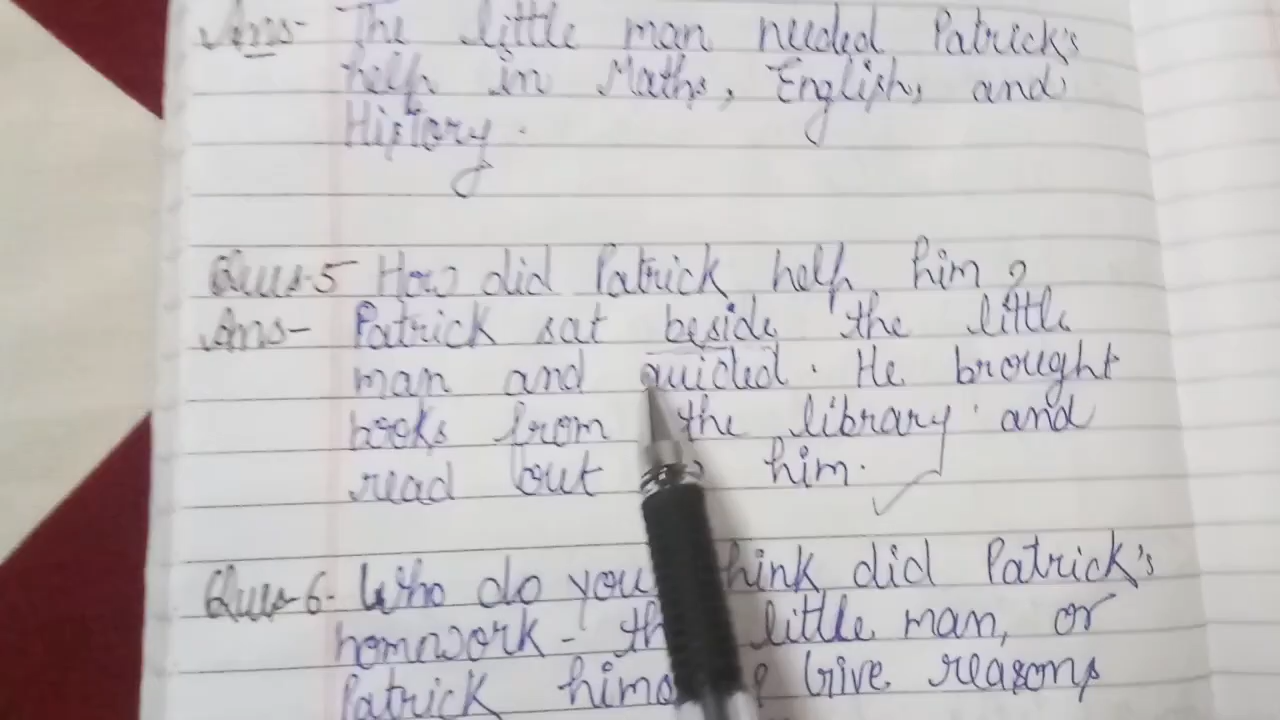 Ans- The little man needed Patrick's
help in Maths, English, and
History.
Ques-5 How did Patrick help him?
Ans- Patrick sat beside the little
man and guided. He brought
books from the library and
read out him.
Ques-6. Who do you think did Patrick's
homework - the little man, or
Patrick Give reasons